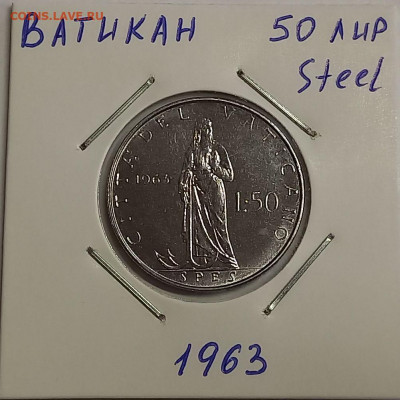 COINS.LAVE.RU
ВАТИКАН 50 лир
Steel
CITTA' DEL VATICANO
1963
L.50
SPES
1963